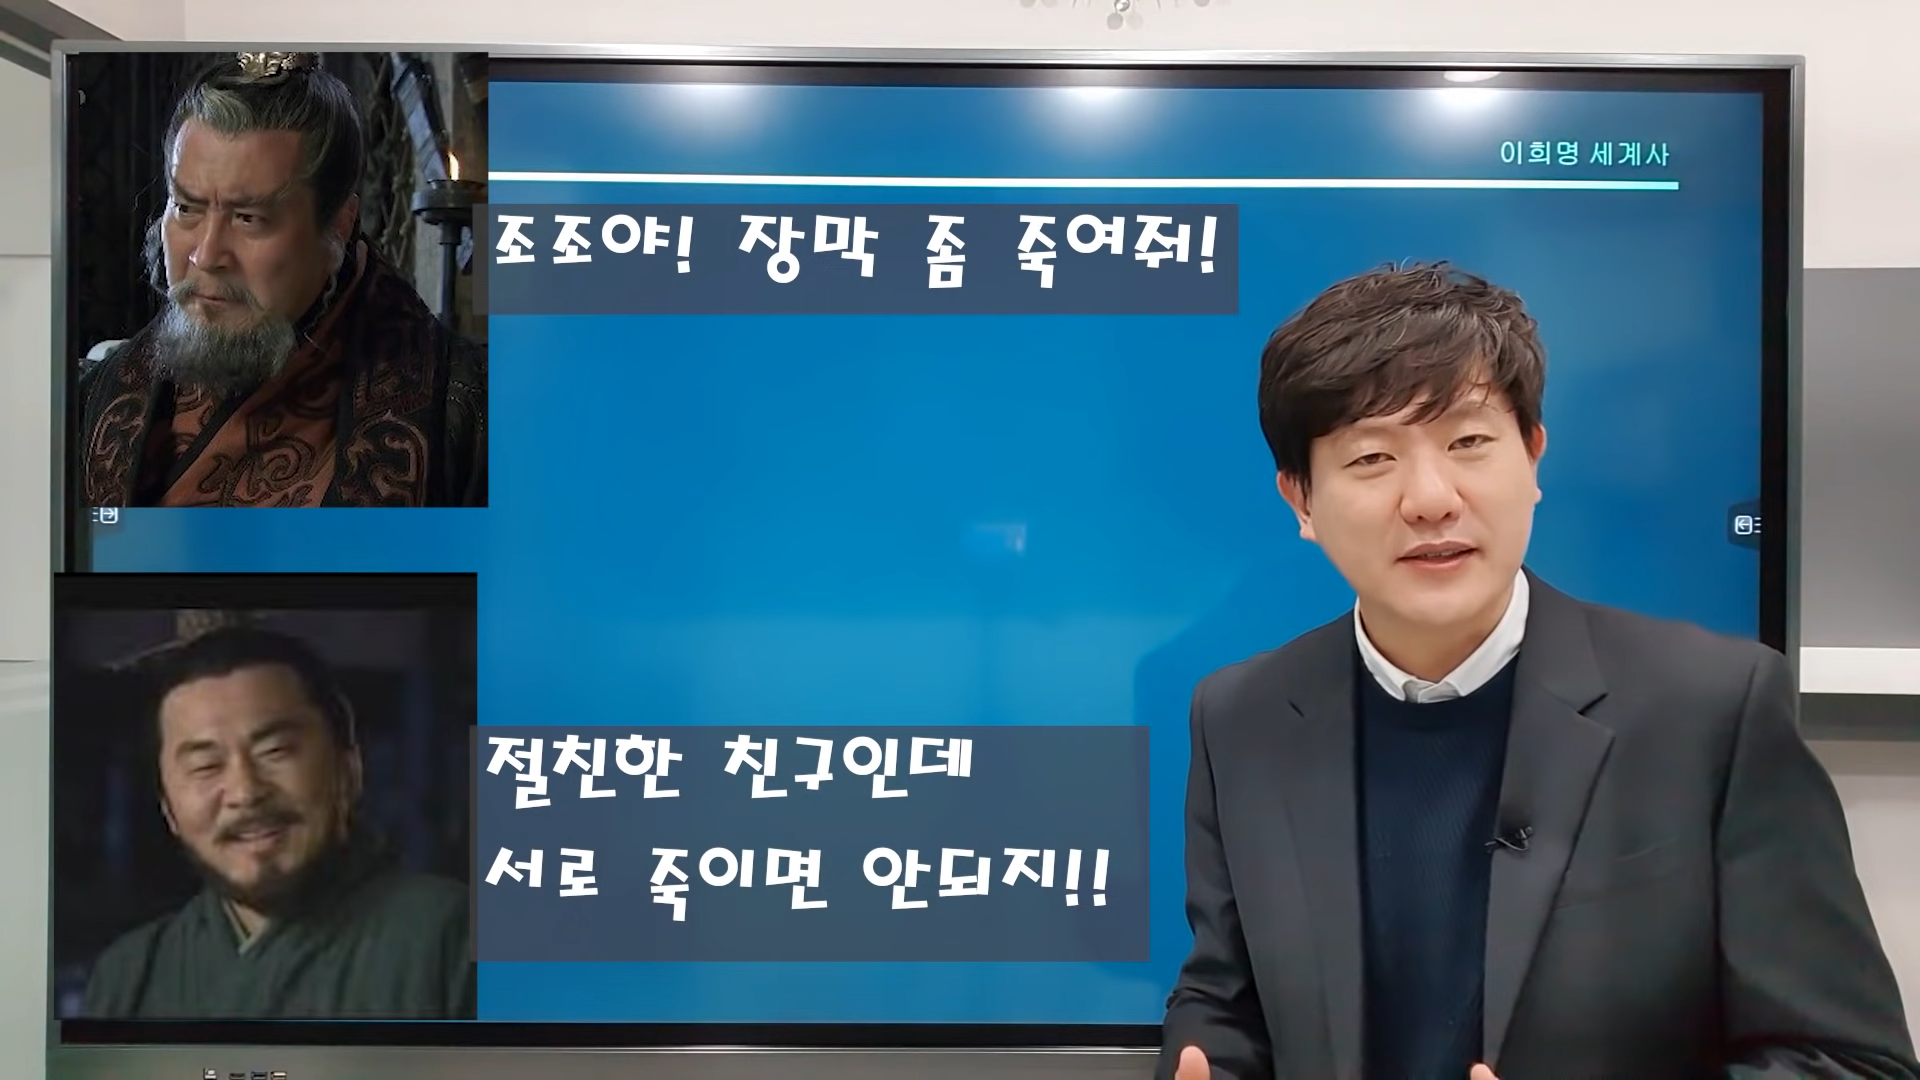 이희명 세계사
조조야! 장막 좀 죽여줘!
절친한 친구인데
서로 죽이면 안되지!!